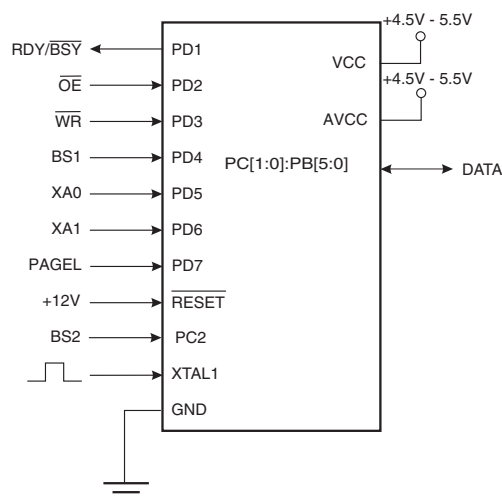 +4.5V - 5.5V
RDY/BSY PD1
VCC
OE PD2
+4.5V - 5.5V
WR PD3
AVCC
BS1 PD4 PC[1:0]:PB[5:0] DATA
XA0 PD5
XA1 PD6
PAGEL PD7
+12V RESET
BS2 PC2
XTAL1
GND